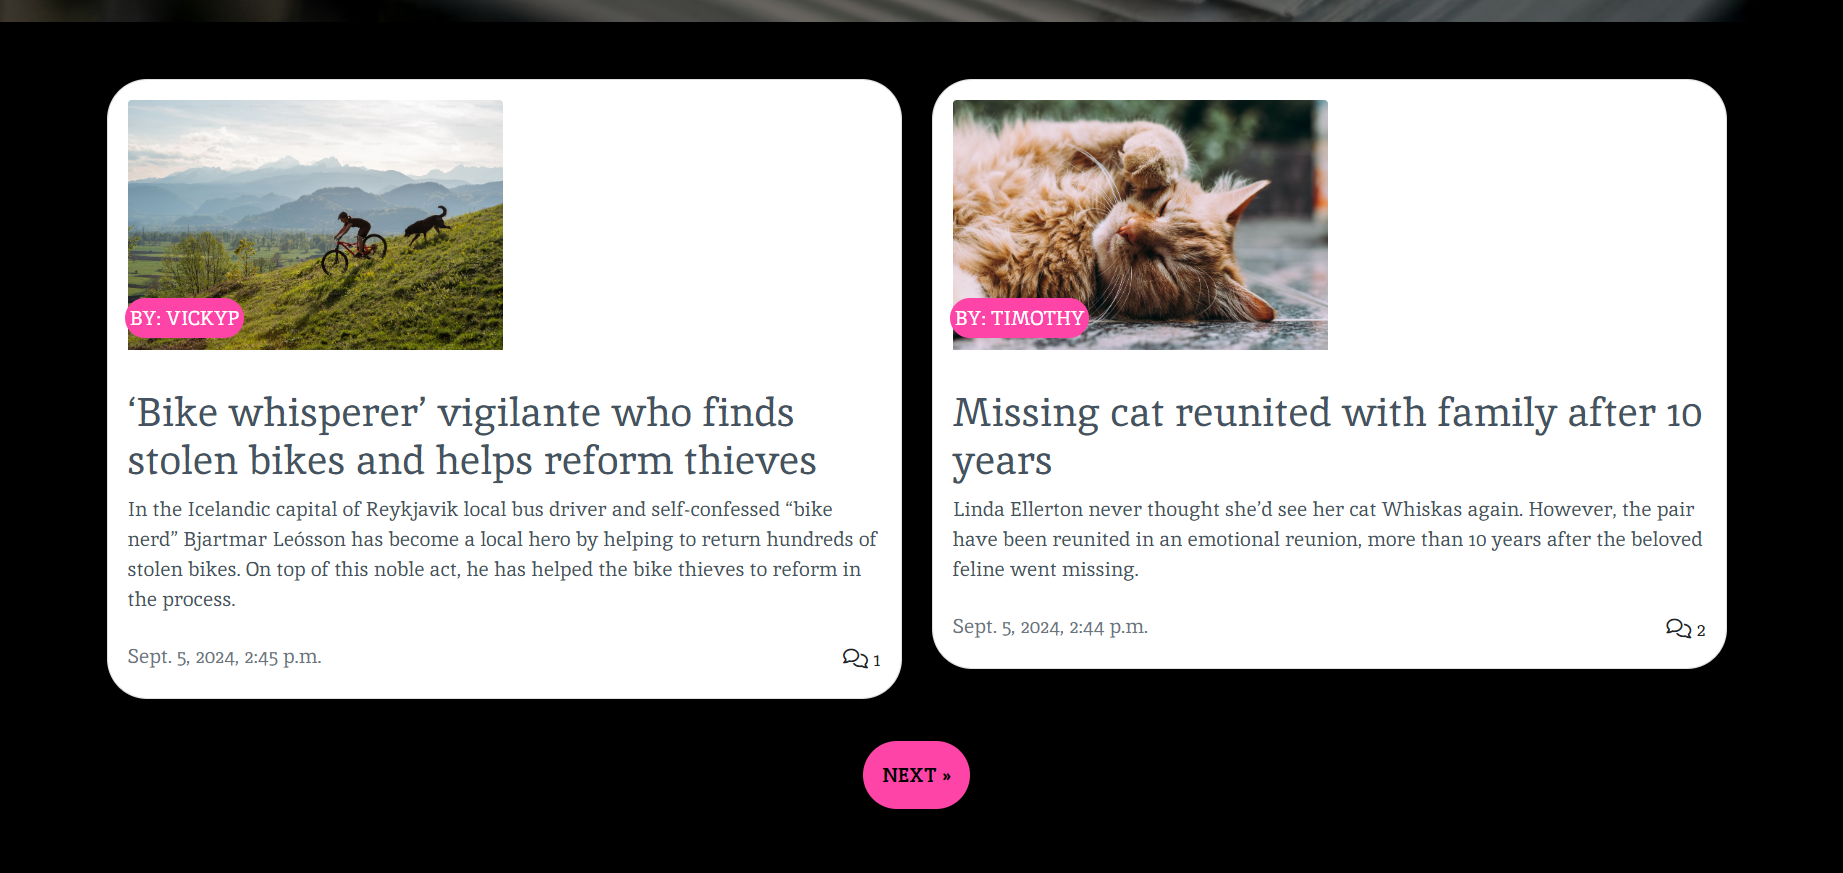 BY: VICKYP
‘Bike whisperer’ vigilante who finds
stolen bikes and helps reform thieves
In the Icelandic capital of Reykjavik local bus driver and self-confessed “bike
nerd” Bjartmar Leósson has become a local hero by helping to return hundreds of
stolen bikes. On top of this noble act, he has helped the bike thieves to reform in
the process.
Sept. 5, 2024, 2:45 p.m.
1
BY: TIMOTHY
Missing cat reunited with family after 10
years
Linda Ellerton never thought she’d see her cat Whiskas again. However, the pair
have been reunited in an emotional reunion, more than 10 years after the beloved
feline went missing.
Sept. 5, 2024, 2:44 p.m.
2
NEXT »